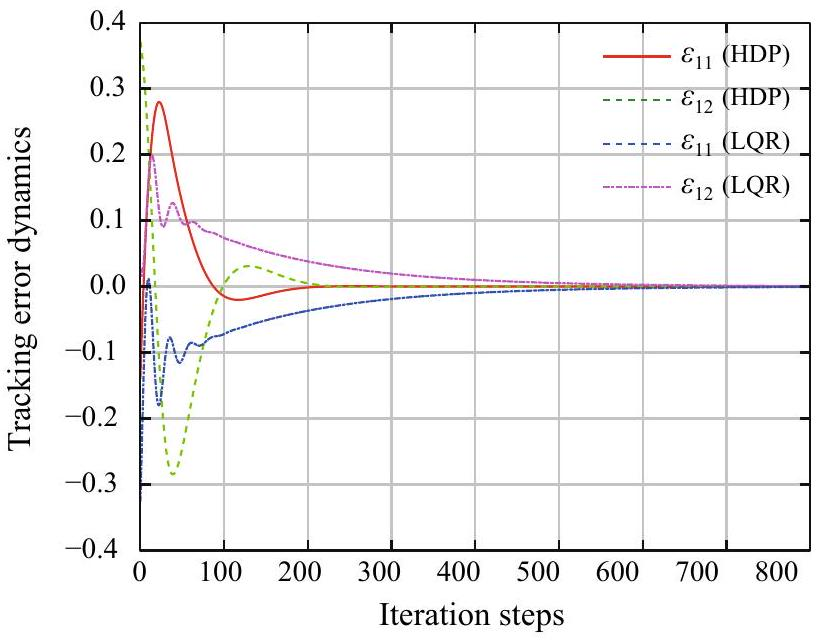 Tracking error dynamics
0.4
0.3
0.2
0.1
0.0
−0.1
−0.2
−0.3
−0.4
ε11 (HDP)
ε12 (HDP)
ε11 (LQR)
ε12 (LQR)
0 100 200 300 400 500 600 700 800
Iteration steps